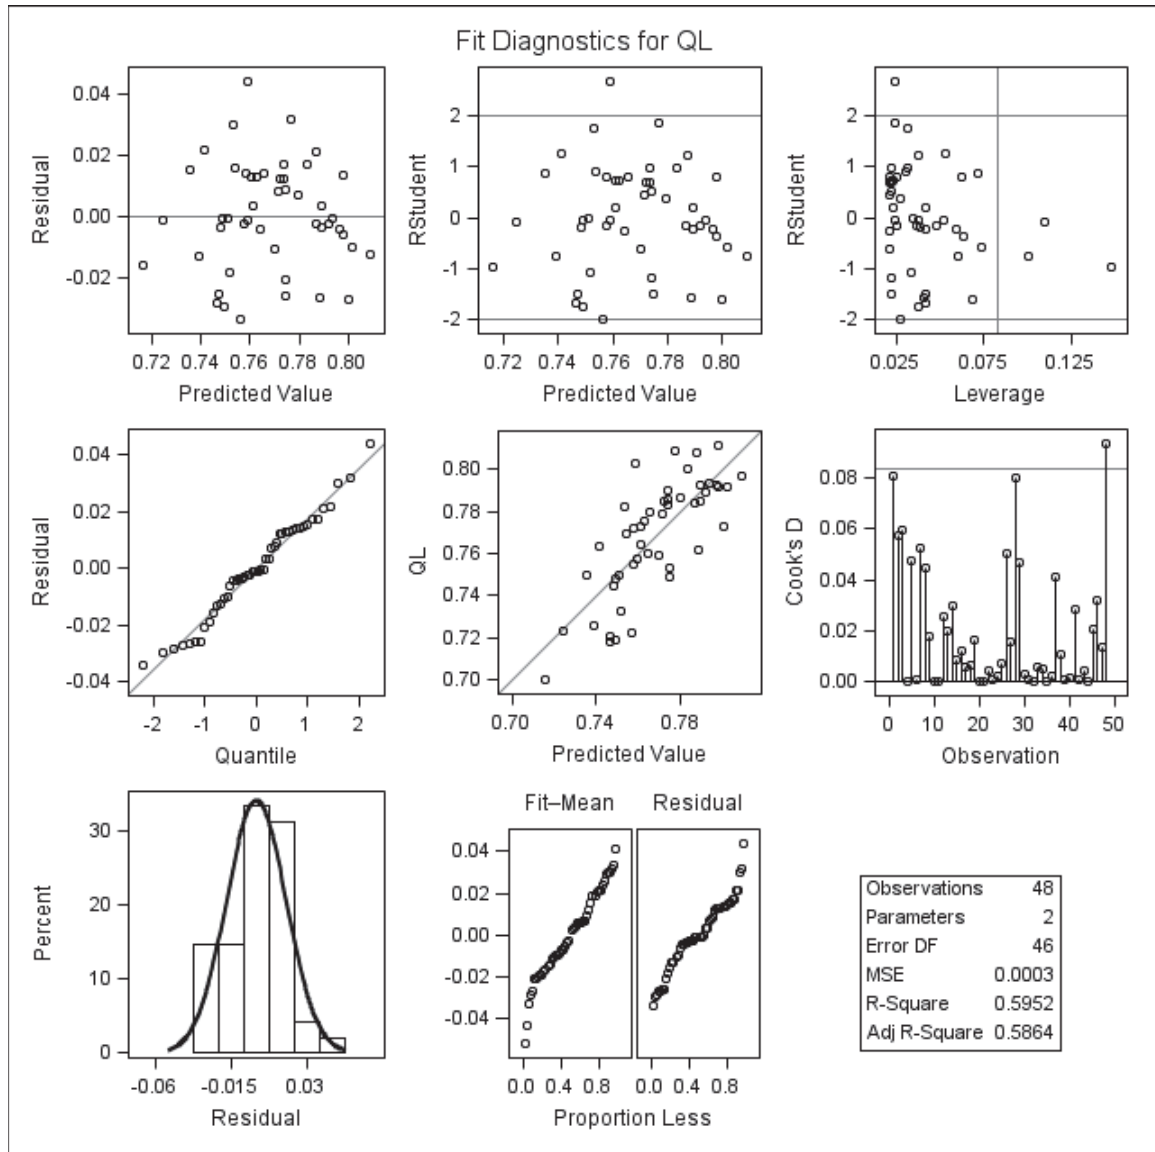 Fit Diagnostics for QL
0.04
0.02
0.00
-0.02
Residual
0.72 0.74 0.76 0.78 0.80
Predicted Value
2
1
0
-1
-2
RStudent
0.72 0.74 0.76 0.78 0.80
Predicted Value
2
1
0
-1
-2
RStudent
0.025 0.075 0.125
Leverage
0.04
0.02
0.00
-0.02
-0.04
Residual
-2 -1 0 1 2
Quantile
0.80
0.78
0.76
0.74
0.72
0.70
QL
0.70 0.74 0.78
Predicted Value
0.08
0.06
0.04
0.02
0.00
Cook's D
0 10 20 30 40 50
Observation
30
20
10
0
Percent
-0.06 -0.015 0.03
Residual
Fit–Mean Residual
0.04
0.02
0.00
-0.02
-0.04
0.0 0.4 0.8 0.0 0.4 0.8
Proportion Less
Observations 48
Parameters 2
Error DF 46
MSE 0.0003
R-Square 0.5952
Adj R-Square 0.5864